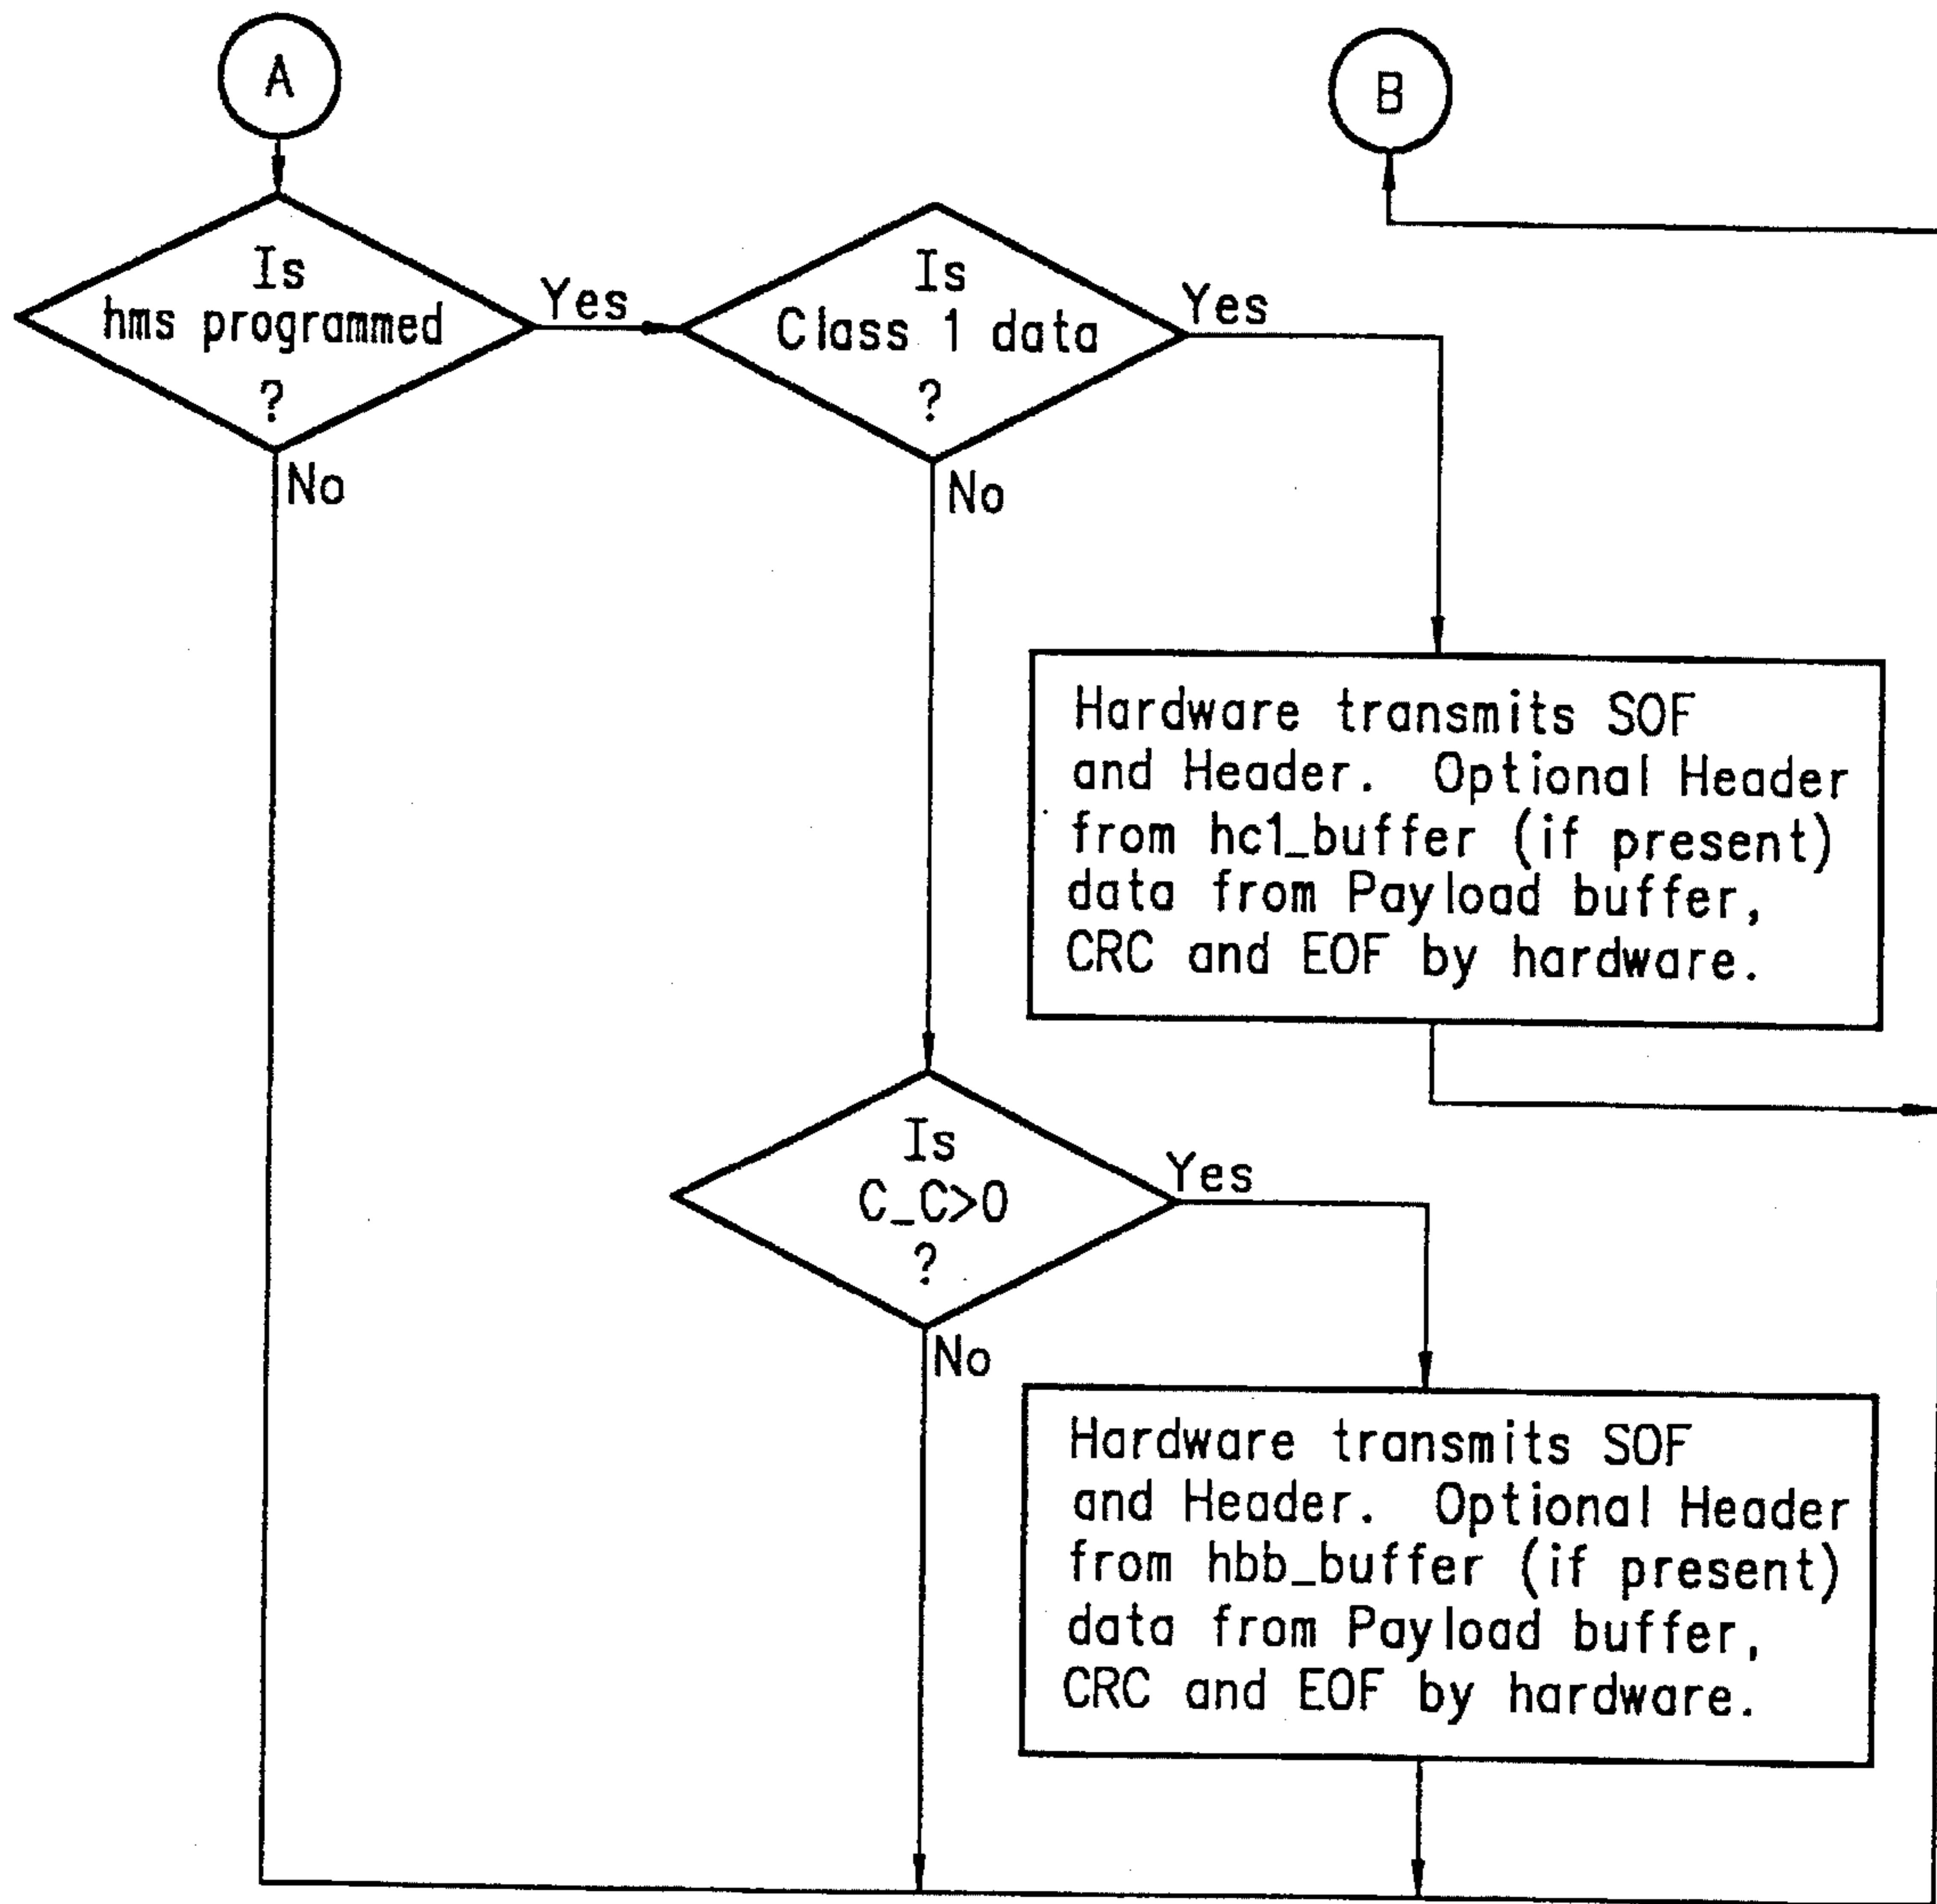 A
B
Is
hms programmed
?
Yes
No
Is
Class 1 data
?
Yes
No
Hardware transmits SOF
and Header. Optional Header
from hc1_buffer (if present)
data from Payload buffer,
CRC and EOF by hardware.
Is
C_C>0
?
Yes
No
Hardware transmits SOF
and Header. Optional Header
from hbb_buffer (if present)
data from Payload buffer,
CRC and EOF by hardware.